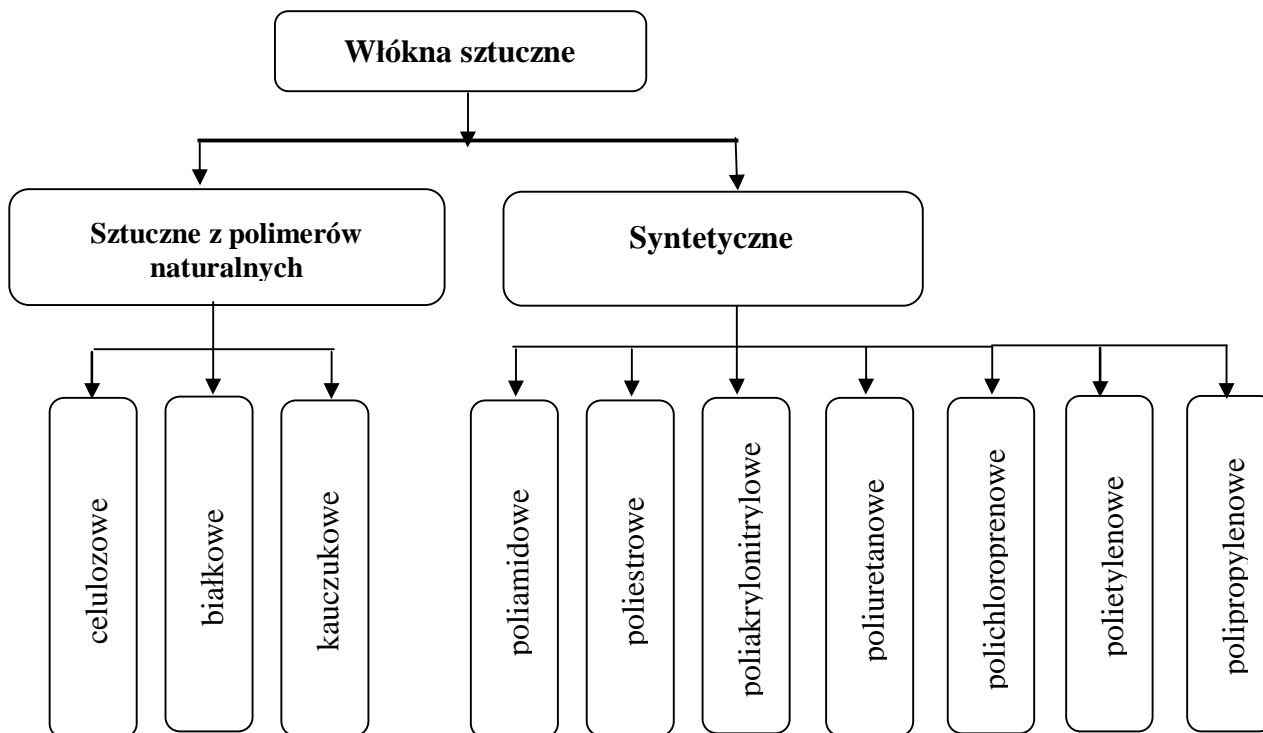 Włókna sztuczne
Sztuczne z polimerów
naturalnych
Syntetyczne
celulozowe
białkowe
kauczukowe
poliamidowe
poliestrowe
poliakrylonitrylowe
poliuretanowe
polichloroprenowe
polietylenowe
polipropylenowe